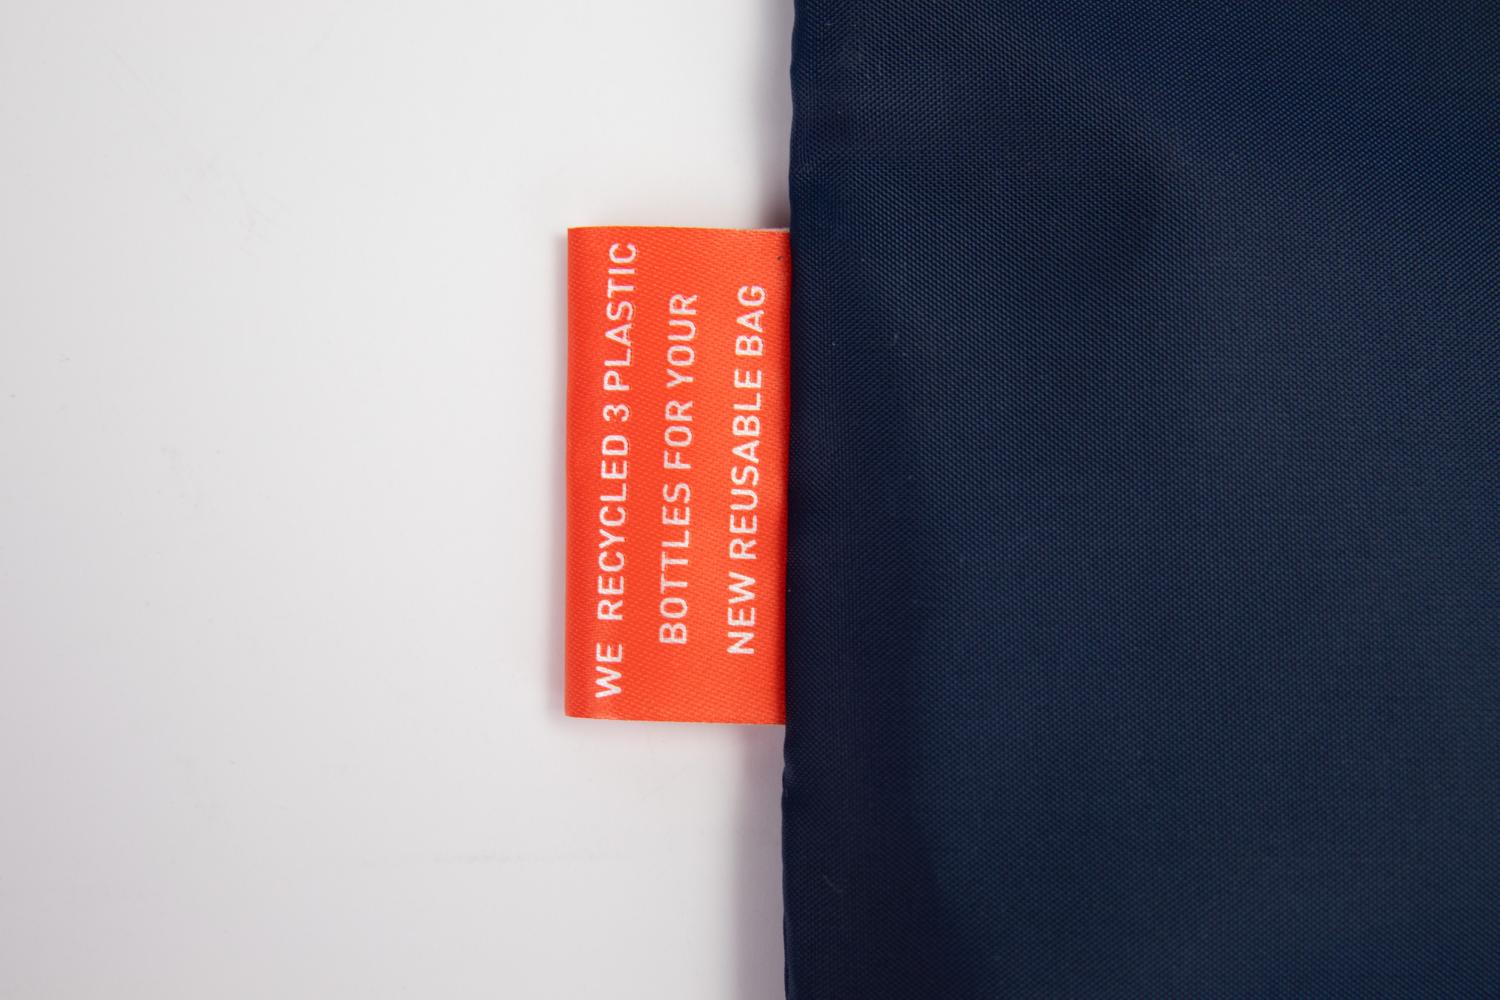 WE RECYCLED 3 PLASTIC
BOTTLES FOR YOUR
NEW REUSABLE BAG